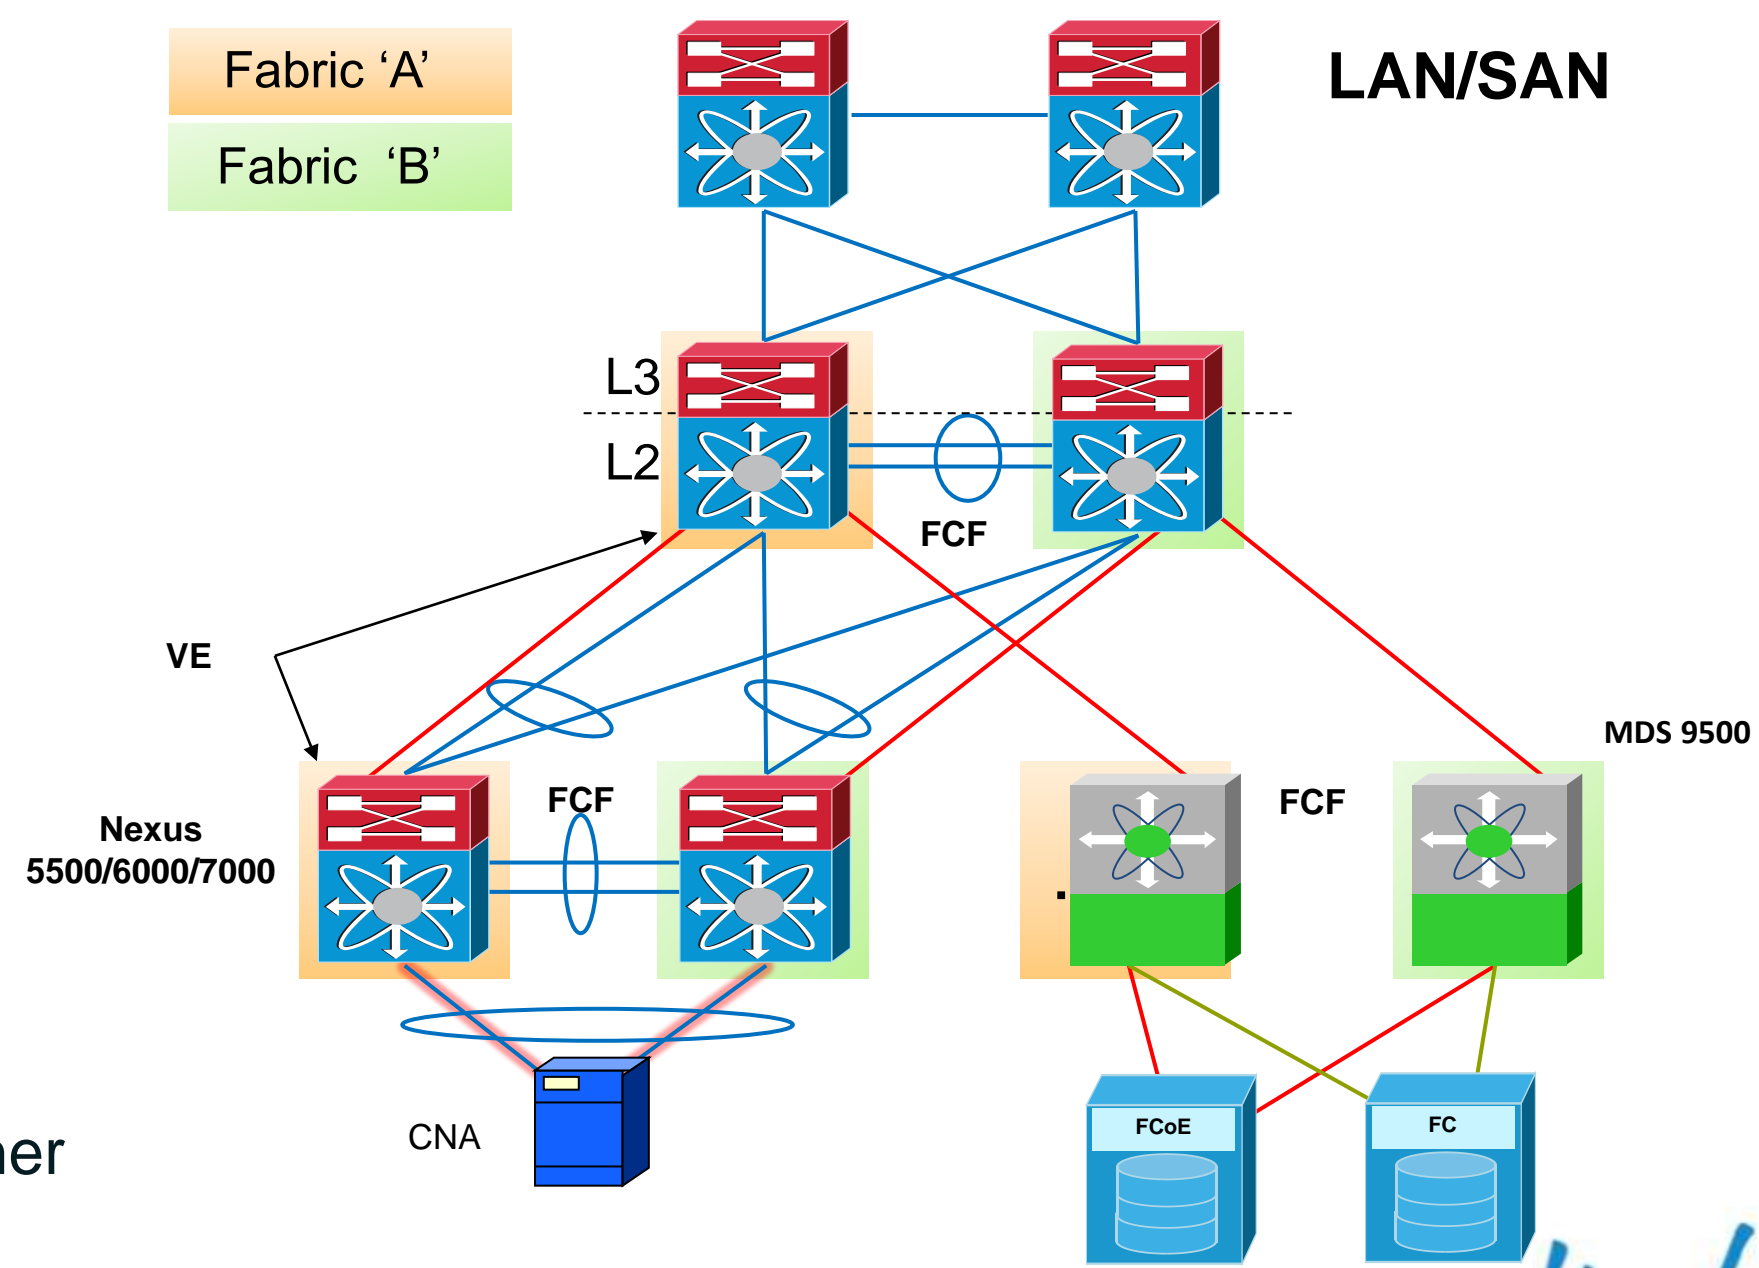 Fabric ‘A’
LAN/SAN
Fabric ‘B’
L3
L2
FCF
VE
MDS 9500
FCF
FCF
Nexus
5500/6000/7000
.
FCoE
FC
CNA